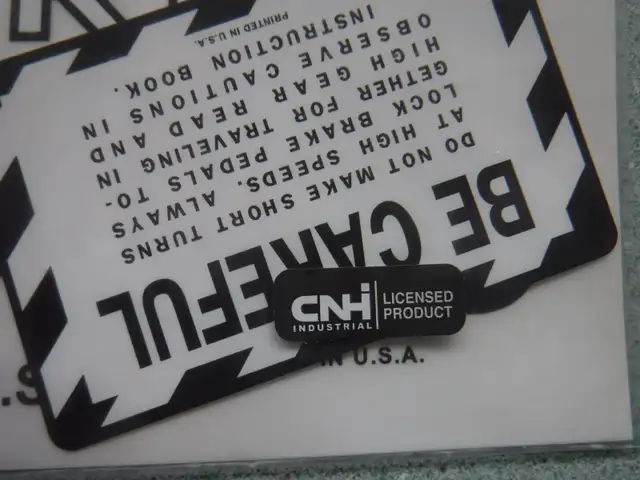 BE CAREFUL
DO NOT MAKE SHORT TURNS
AT HIGH SPEEDS. ALWAYS
LOCK BRAKE PEDALS TO-
GETHER FOR TRAVELING IN
HIGH GEAR. READ AND
OBSERVE CAUTIONS IN
INSTRUCTION BOOK.
PRINTED IN U.S.A.
CNH
INDUSTRIAL
LICENSED
PRODUCT
IN U.S.A.